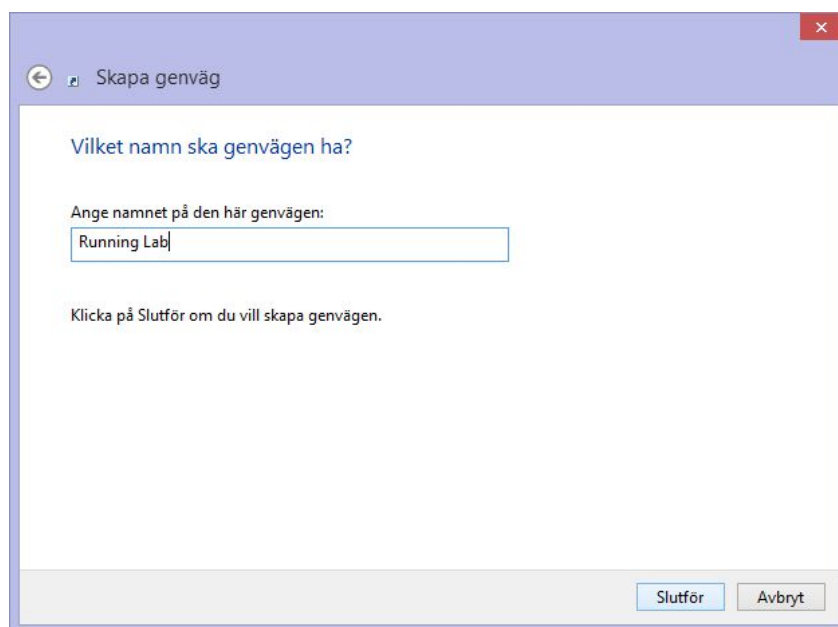 Skapa genväg
Vilket namn ska genvägen ha?
Ange namnet på den här genvägen:
Running Lab
Klicka på Slutför om du vill skapa genvägen.
Slutför Avbryt